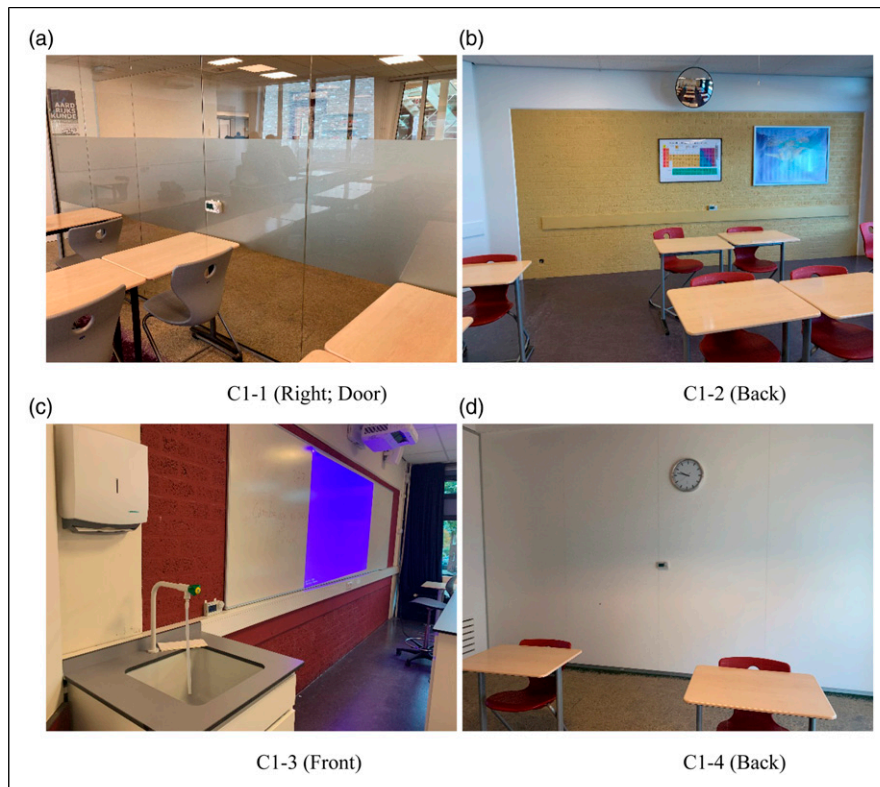 (a)
(b)
AARD
RIJKS
KUNDE
C1-1 (Right; Door)
C1-2 (Back)
(c)
(d)
C1-3 (Front)
C1-4 (Back)